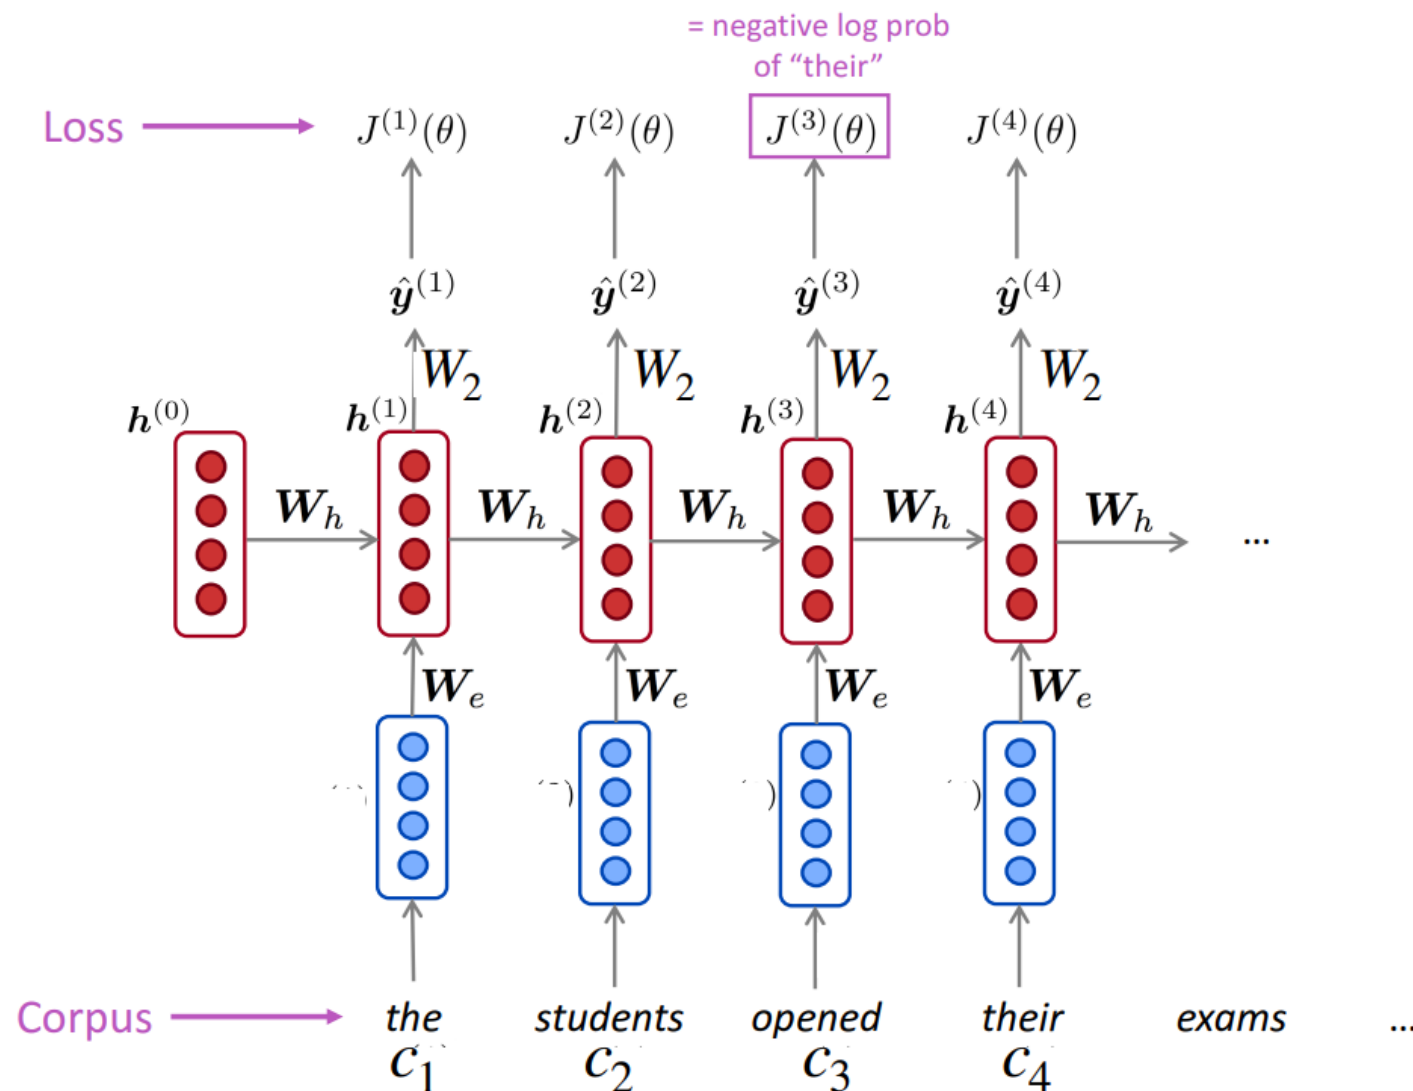 = negative log prob
of “their”
Loss J^{(1)}(θ) J^{(2)}(θ) J^{(3)}(θ) J^{(4)}(θ)
ŷ^{(1)} ŷ^{(2)} ŷ^{(3)} ŷ^{(4)}
W_2 W_2 W_2 W_2
h^{(0)} h^{(1)} h^{(2)} h^{(3)} h^{(4)}
W_h W_h W_h W_h W_h
...
W_e W_e W_e W_e
Corpus the students opened their exams ...
c_1 c_2 c_3 c_4